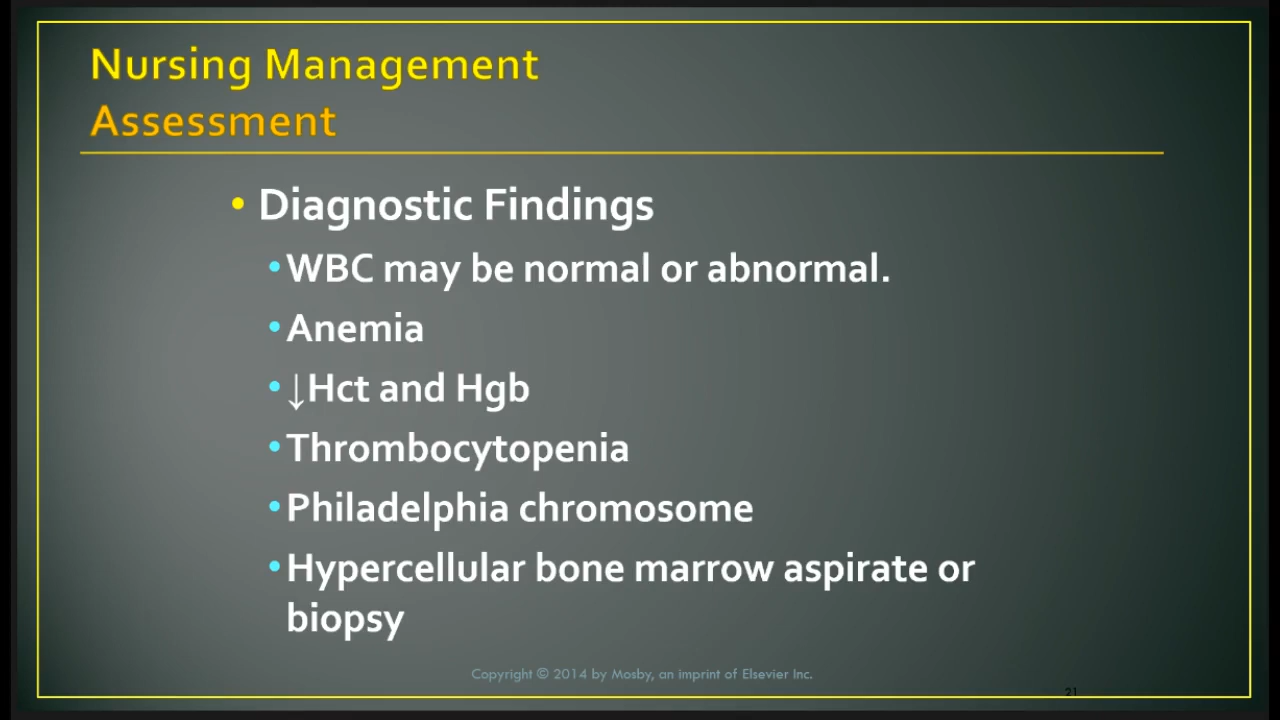 Nursing Management
Assessment
• Diagnostic Findings
• WBC may be normal or abnormal.
• Anemia
• ↓Hct and Hgb
• Thrombocytopenia
• Philadelphia chromosome
• Hypercellular bone marrow aspirate or
biopsy
Copyright © 2014 by Mosby, an imprint of Elsevier Inc.
21